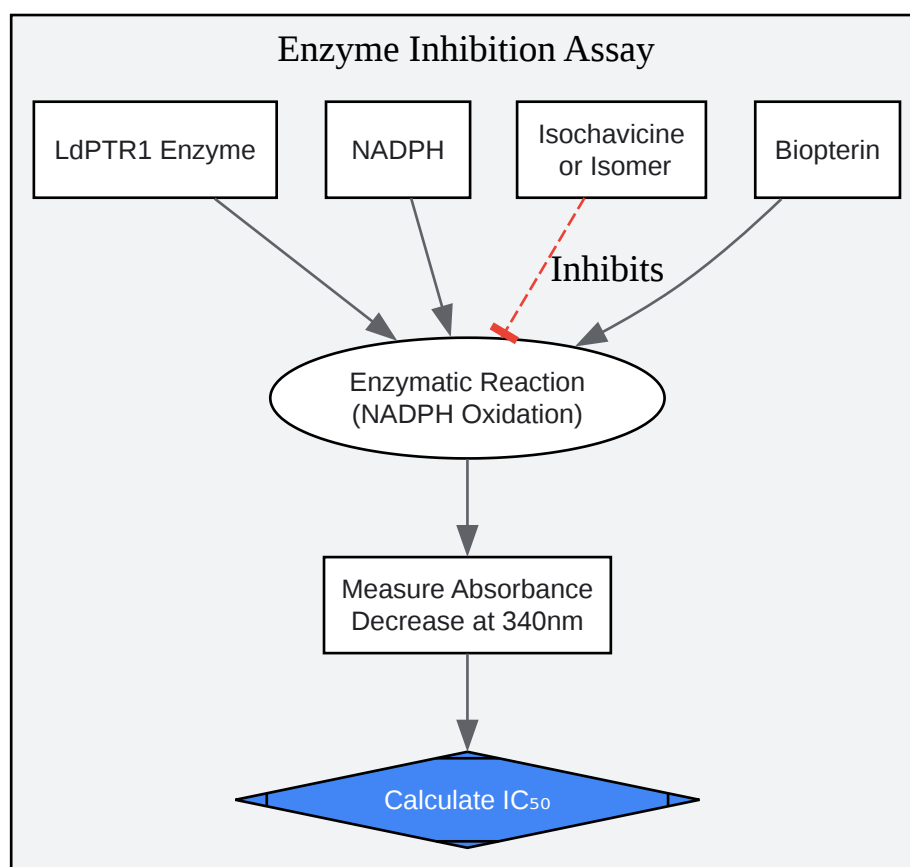 Enzyme Inhibition Assay
LdPTR1 Enzyme
NADPH
Isochavicine
or Isomer
Biopterin
Inhibits
Enzymatic Reaction
(NADPH Oxidation)
Measure Absorbance
Decrease at 340nm
Calculate IC₅₀